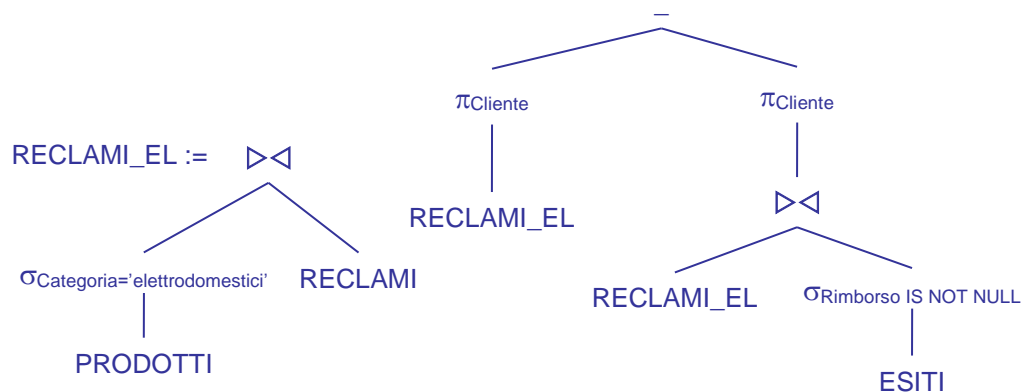 –
πCliente πCliente
RECLAMI_EL := ▷◁
▷◁
RECLAMI_EL
σCategoria='elettrodomestici’ RECLAMI
RECLAMI_EL σRimborso IS NOT NULL
PRODOTTI
ESITI